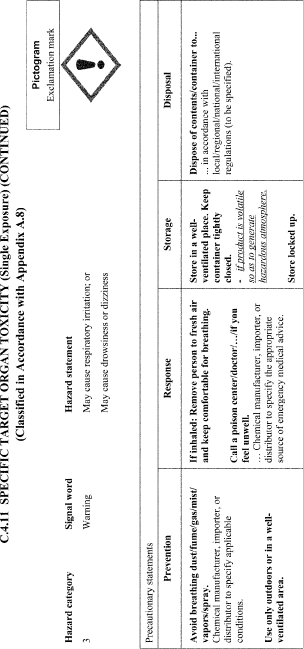 C.4.11 SPECIFIC TARGET ORGAN TOXICITY (Single Exposure) (CONTINUED)
(Classified in Accordance with Appendix A.8)
Pictogram
Exclamation mark
Hazard category
Signal word
Hazard statement
3
Warning
May cause respiratory irritation; or
May cause drowsiness or dizziness
Precautionary statements
Prevention
Response
Storage
Disposal
Avoid breathing dust/fume/gas/mist/
vapors/spray.
Chemical manufacturer, importer, or
distributor to specify applicable
conditions.
Use only outdoors or in a well-
ventilated area.
If inhaled: Remove person to fresh air
and keep comfortable for breathing.
Call a poison center/doctor/…/if you
feel unwell.
… Chemical manufacturer, importer, or
distributor to specify the appropriate
source of emergency medical advice.
Store in a well-
ventilated place. Keep
container tightly
closed.
- if product is volatile
so as to generate
hazardous atmosphere.
Store locked up.
Dispose of contents/container to...
... in accordance with
local/regional/national/international
regulations (to be specified).